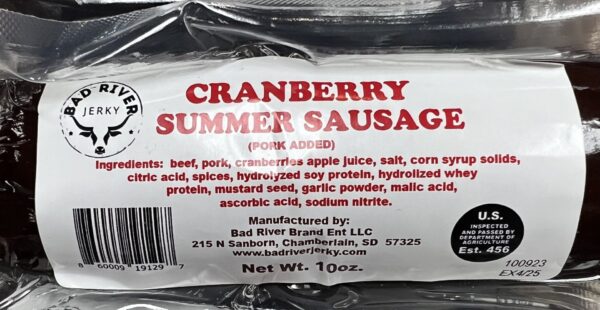 BAD RIVER
JERKY
CRANBERRY
SUMMER SAUSAGE
(PORK ADDED)
Ingredients: beef, pork, cranberries apple juice, salt, corn syrup solids,
citric acid, spices, hydrolyzed soy protein, hydrolized whey
protein, mustard seed, garlic powder, malic acid,
ascorbic acid, sodium nitrite.
Manufactured by:
Bad River Brand Ent LLC
215 N Sanborn, Chamberlain, SD 57325
www.badriverjerky.com
Net Wt. 10oz.
8 60009 19129 7
U.S.
INSPECTED
AND PASSED BY
DEPARTMENT OF
AGRICULTURE
Est. 456
100923
EX4/25